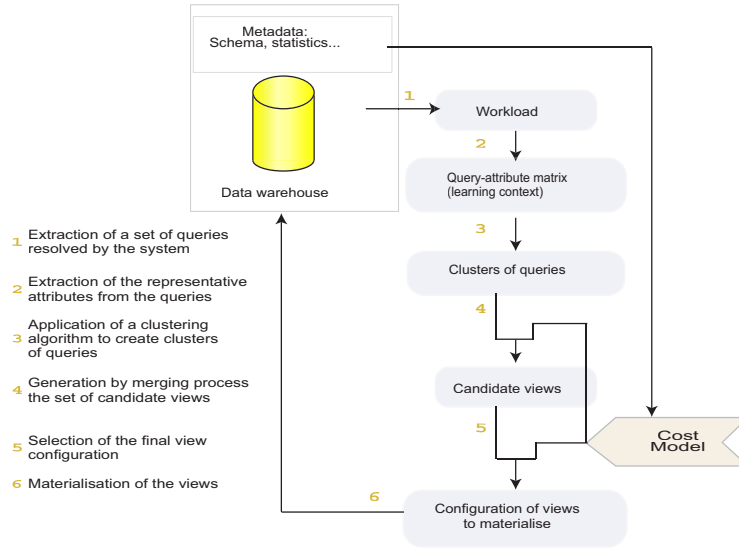 Metadata:
Schema, statistics...
Data warehouse
1
Workload
2
Query-attribute matrix
(learning context)
3
Clusters of queries
4
Candidate views
5
Cost
Model
6
Configuration of views
to materialise
1 Extraction of a set of queries
resolved by the system
2 Extraction of the representative
attributes from the queries
3 Application of a clustering
algorithm to create clusters
of queries
4 Generation by merging process
the set of candidate views
5 Selection of the final view
configuration
6 Materialisation of the views